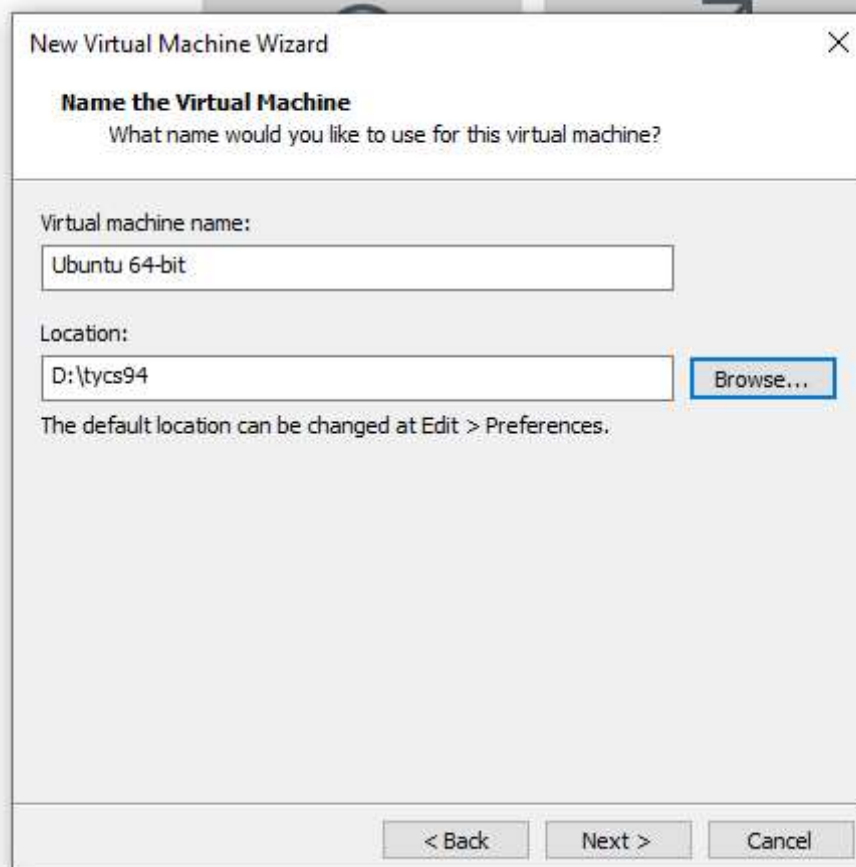 New Virtual Machine Wizard
Name the Virtual Machine
What name would you like to use for this virtual machine?
Virtual machine name:
Ubuntu 64-bit
Location:
D:\tycs94
Browse...
The default location can be changed at Edit > Preferences.
< Back
Next >
Cancel